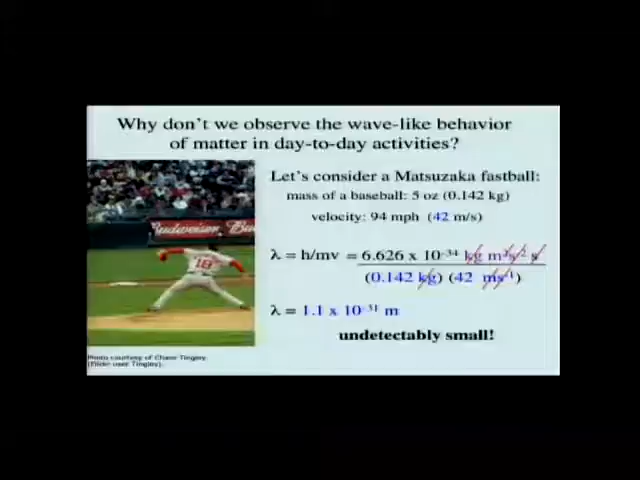 Why don't we observe the wave-like behavior
of matter in day-to-day activities?
Let's consider a Matsuzaka fastball:
mass of a baseball: 5 oz (0.142 kg)
velocity: 94 mph (42 m/s)
Budweiser
Bu
18
λ = h/mv = 6.626 x 10⁻³⁴ kg m² s⁻² s
(0.142 kg) (42 ms⁻¹)
λ = 1.1 x 10⁻³¹ m
undetectably small!
Photo courtesy of Chase Tingley
(Flickr user Tingley).